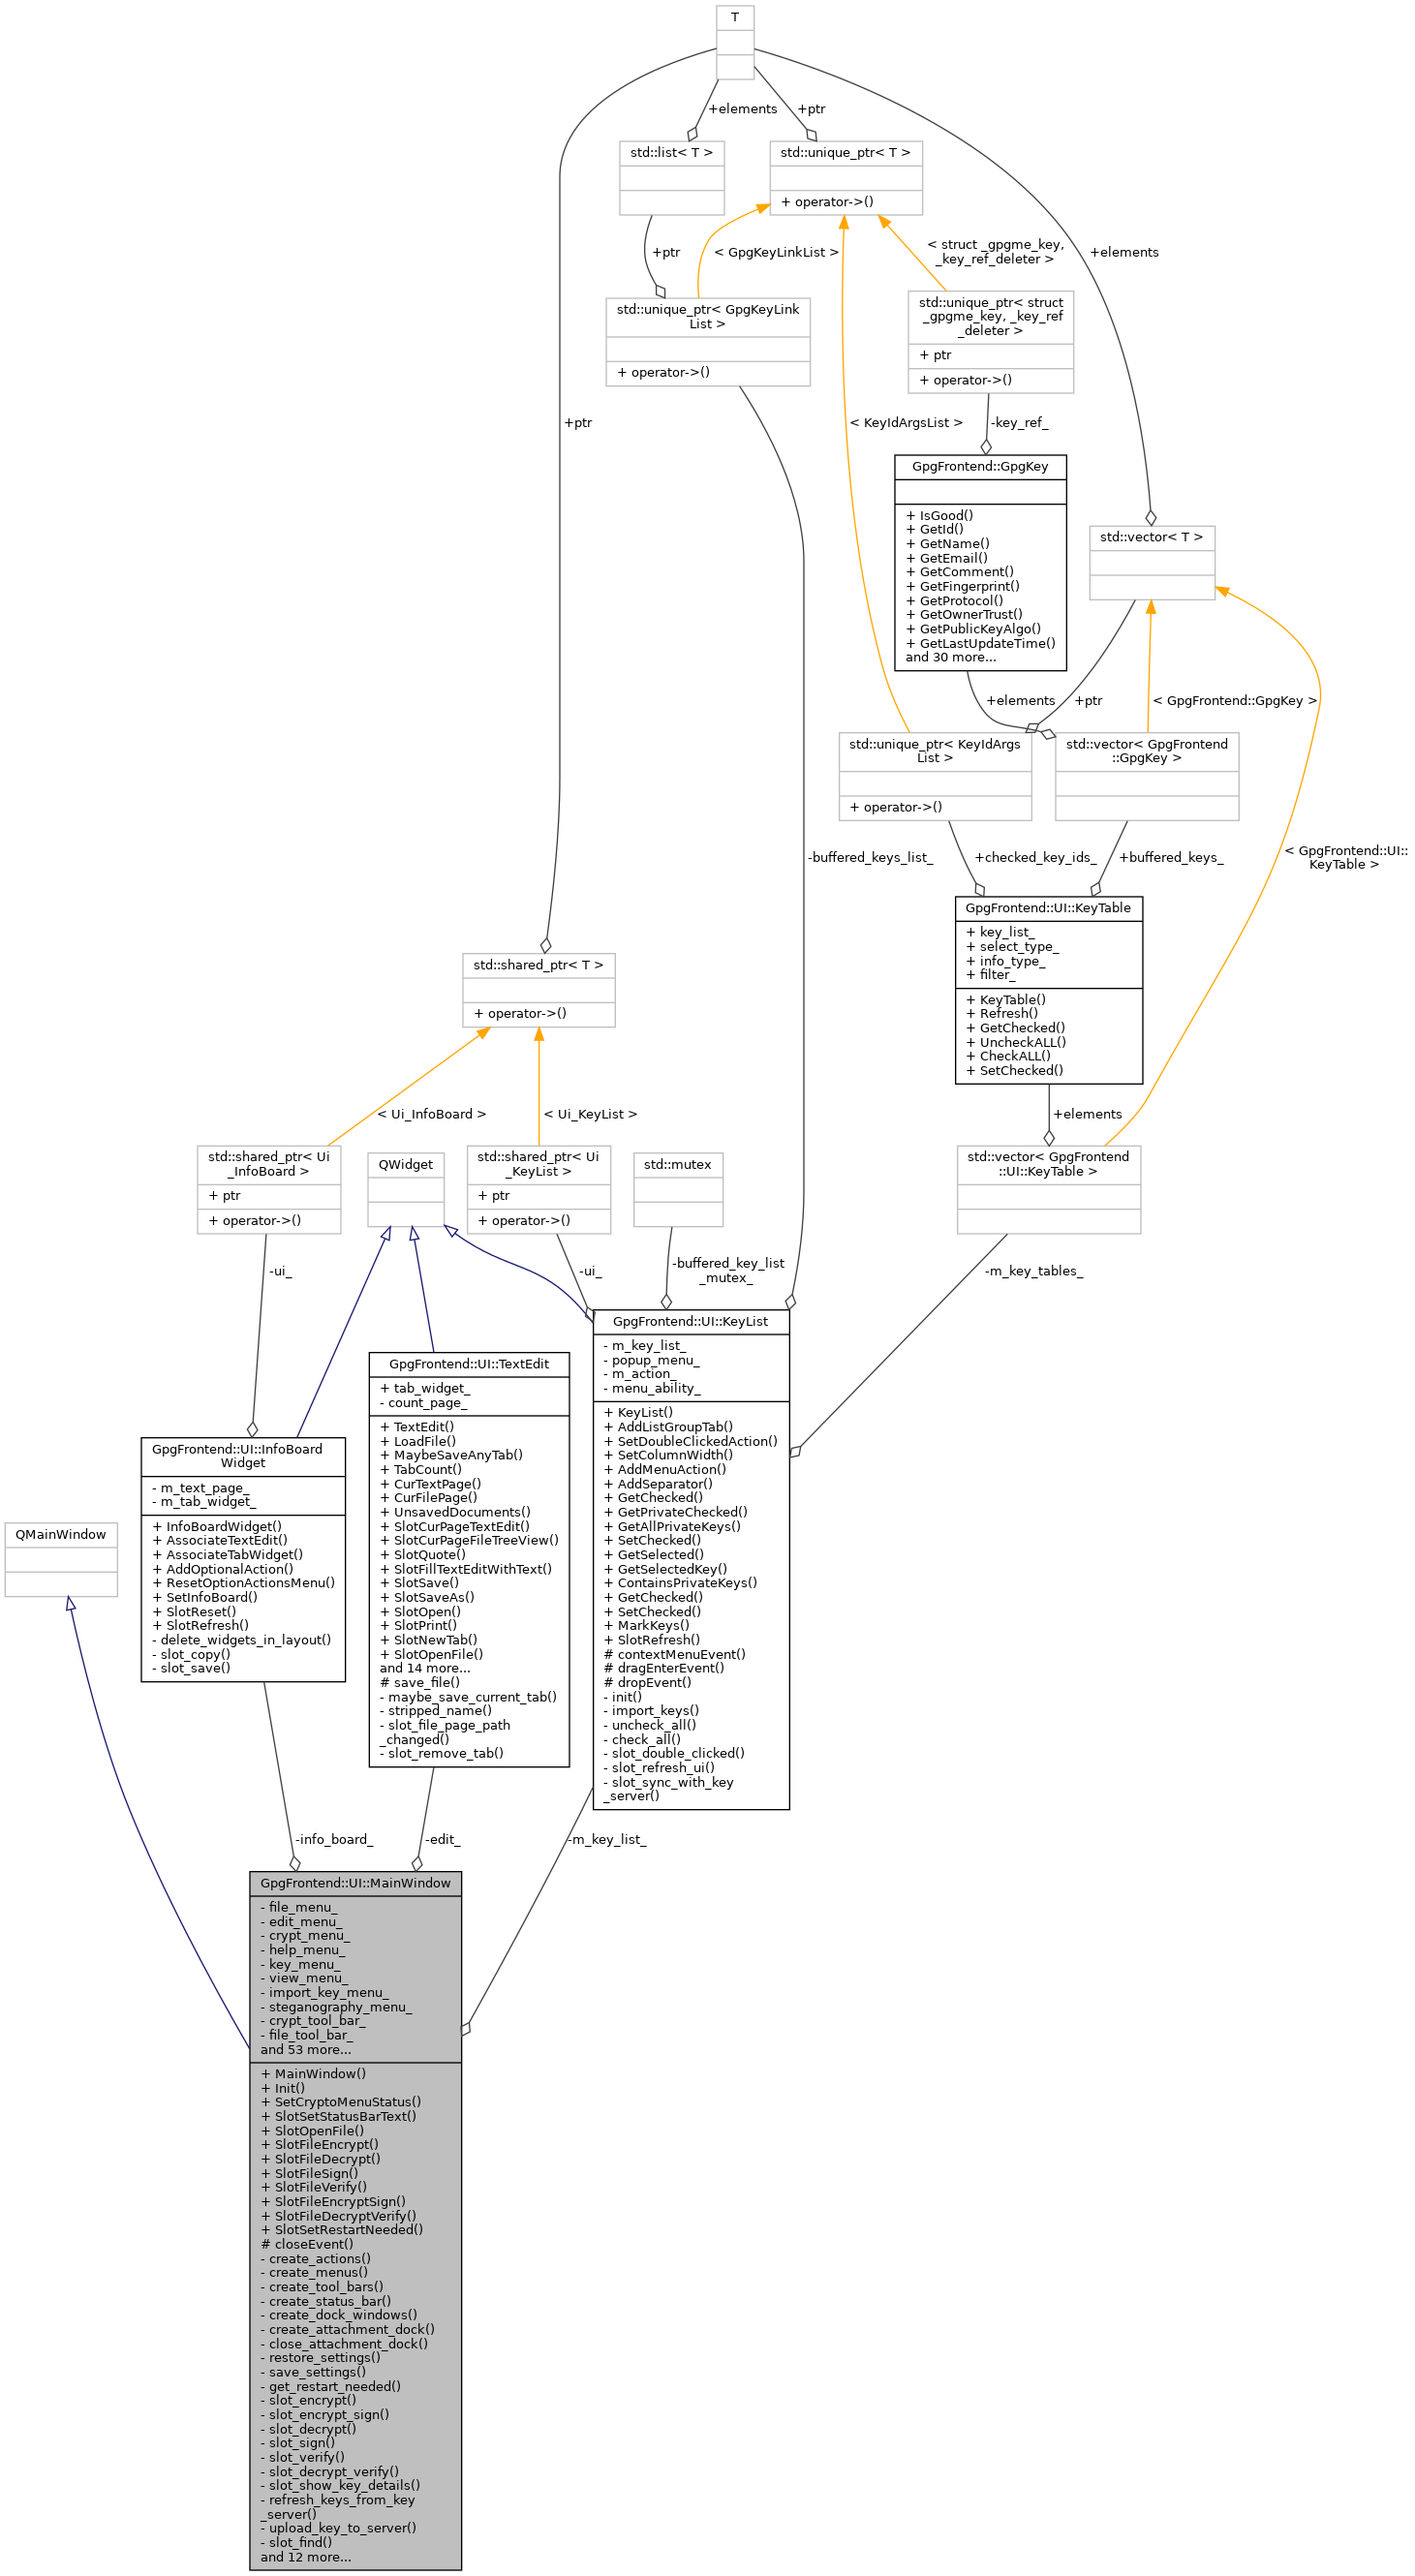 T
+elements
+ptr
std::list< T >
std::unique_ptr< T >
+ operator->()
+ptr
< GpgKeyLinkList >
< struct _gpgme_key,
_key_ref_deleter >
+elements
std::unique_ptr< GpgKeyLink
List >
+ operator->()
std::unique_ptr< struct
_gpgme_key, _key_ref
_deleter >
+ ptr
+ operator->()
+ptr
< KeyIdArgsList >
-key_ref_
GpgFrontend::GpgKey
+ IsGood()
+ GetId()
+ GetName()
+ GetEmail()
+ GetComment()
+ GetFingerprint()
+ GetProtocol()
+ GetOwnerTrust()
+ GetPublicKeyAlgo()
+ GetLastUpdateTime()
and 30 more...
std::vector< T >
+elements
+ptr
< GpgFrontend::GpgKey >
std::unique_ptr< KeyIdArgs
List >
+ operator->()
std::vector< GpgFrontend
::GpgKey >
-buffered_keys_list_
+checked_key_ids_
+buffered_keys_
< GpgFrontend::UI::
KeyTable >
GpgFrontend::UI::KeyTable
+ key_list_
+ select_type_
+ info_type_
+ filter_
+ KeyTable()
+ Refresh()
+ GetChecked()
+ UncheckALL()
+ CheckALL()
+ SetChecked()
std::shared_ptr< T >
+ operator->()
< Ui_InfoBoard >
< Ui_KeyList >
+elements
std::shared_ptr< Ui
_InfoBoard >
+ ptr
+ operator->()
QWidget
std::shared_ptr< Ui
_KeyList >
+ ptr
+ operator->()
std::mutex
std::vector< GpgFrontend
::UI::KeyTable >
-ui_
-ui_
-buffered_key_list
_mutex_
-m_key_tables_
GpgFrontend::UI::KeyList
- m_key_list_
- popup_menu_
- m_action_
- menu_ability_
+ KeyList()
+ AddListGroupTab()
+ SetDoubleClickedAction()
+ SetColumnWidth()
+ AddMenuAction()
+ AddSeparator()
+ GetChecked()
+ GetPrivateChecked()
+ GetAllPrivateKeys()
+ SetChecked()
+ GetSelected()
+ GetSelectedKey()
+ ContainsPrivateKeys()
+ GetChecked()
+ SetChecked()
+ MarkKeys()
+ SlotRefresh()
# contextMenuEvent()
# dragEnterEvent()
# dropEvent()
- init()
- import_keys()
- uncheck_all()
- check_all()
- slot_double_clicked()
- slot_refresh_ui()
- slot_sync_with_key
_server()
GpgFrontend::UI::TextEdit
+ tab_widget_
- count_page_
+ TextEdit()
+ LoadFile()
+ MaybeSaveAnyTab()
+ TabCount()
+ CurTextPage()
+ CurFilePage()
+ UnsavedDocuments()
+ SlotCurPageTextEdit()
+ SlotCurPageFileTreeView()
+ SlotQuote()
+ SlotFillTextEditWithText()
+ SlotSave()
+ SlotSaveAs()
+ SlotOpen()
+ SlotPrint()
+ SlotNewTab()
+ SlotOpenFile()
and 14 more...
# save_file()
- maybe_save_current_tab()
- stripped_name()
- slot_file_page_path
_changed()
- slot_remove_tab()
GpgFrontend::UI::InfoBoard
Widget
- m_text_page_
- m_tab_widget_
+ InfoBoardWidget()
+ AssociateTextEdit()
+ AssociateTabWidget()
+ AddOptionalAction()
+ ResetOptionActionsMenu()
+ SetInfoBoard()
+ SlotReset()
+ SlotRefresh()
- delete_widgets_in_layout()
- slot_copy()
- slot_save()
QMainWindow
-info_board_
-edit_
-m_key_list_
GpgFrontend::UI::MainWindow
- file_menu_
- edit_menu_
- crypt_menu_
- help_menu_
- key_menu_
- view_menu_
- import_key_menu_
- steganography_menu_
- crypt_tool_bar_
- file_tool_bar_
and 53 more...
+ MainWindow()
+ Init()
+ SetCryptoMenuStatus()
+ SlotSetStatusBarText()
+ SlotOpenFile()
+ SlotFileEncrypt()
+ SlotFileDecrypt()
+ SlotFileSign()
+ SlotFileVerify()
+ SlotFileEncryptSign()
+ SlotFileDecryptVerify()
+ SlotSetRestartNeeded()
# closeEvent()
- create_actions()
- create_menus()
- create_tool_bars()
- create_status_bar()
- create_dock_windows()
- create_attachment_dock()
- close_attachment_dock()
- restore_settings()
- save_settings()
- get_restart_needed()
- slot_encrypt()
- slot_encrypt_sign()
- slot_decrypt()
- slot_sign()
- slot_verify()
- slot_decrypt_verify()
- slot_show_key_details()
- refresh_keys_from_key
_server()
- upload_key_to_server()
- slot_find()
and 12 more...